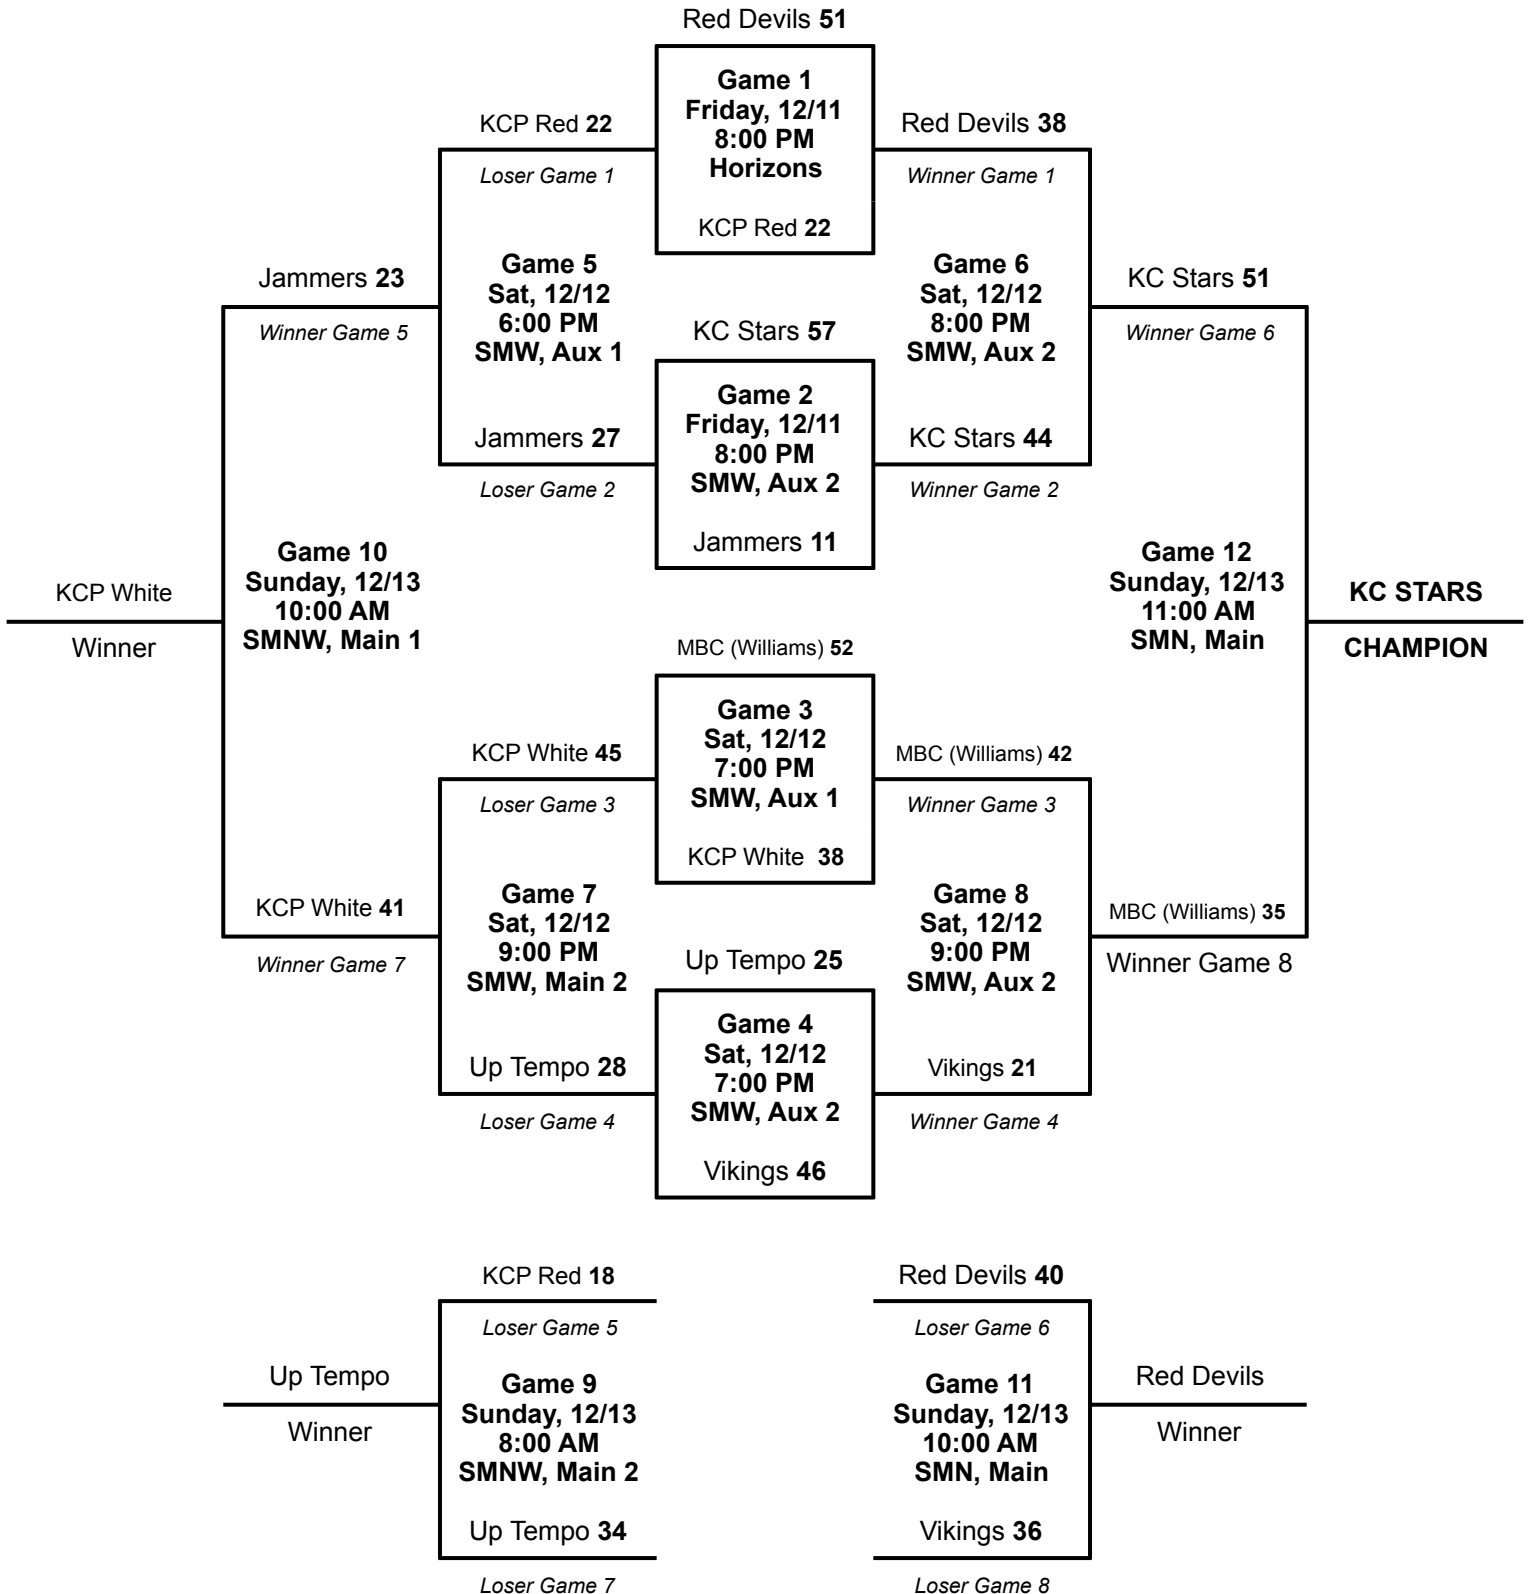 Red Devils 51
Game 1
Friday, 12/11
8:00 PM
Horizons
KCP Red 22
KCP Red 22
Loser Game 1
Red Devils 38
Winner Game 1
Jammers 23
Winner Game 5
Game 5
Sat, 12/12
6:00 PM
SMW, Aux 1
Game 6
Sat, 12/12
8:00 PM
SMW, Aux 2
KC Stars 51
Winner Game 6
KC Stars 57
Game 2
Friday, 12/11
8:00 PM
SMW, Aux 2
Jammers 11
Jammers 27
Loser Game 2
KC Stars 44
Winner Game 2
KCP White
Winner
Game 10
Sunday, 12/13
10:00 AM
SMNW, Main 1
Game 12
Sunday, 12/13
11:00 AM
SMN, Main
KC STARS
CHAMPION
MBC (Williams) 52
Game 3
Sat, 12/12
7:00 PM
SMW, Aux 1
KCP White 38
KCP White 45
Loser Game 3
MBC (Williams) 42
Winner Game 3
KCP White 41
Winner Game 7
Game 7
Sat, 12/12
9:00 PM
SMW, Main 2
Game 8
Sat, 12/12
9:00 PM
SMW, Aux 2
MBC (Williams) 35
Winner Game 8
Up Tempo 25
Game 4
Sat, 12/12
7:00 PM
SMW, Aux 2
Vikings 46
Up Tempo 28
Loser Game 4
Vikings 21
Winner Game 4
KCP Red 18
Loser Game 5
Up Tempo
Winner
Game 9
Sunday, 12/13
8:00 AM
SMNW, Main 2
Up Tempo 34
Loser Game 7
Red Devils 40
Loser Game 6
Game 11
Sunday, 12/13
10:00 AM
SMN, Main
Red Devils
Winner
Vikings 36
Loser Game 8